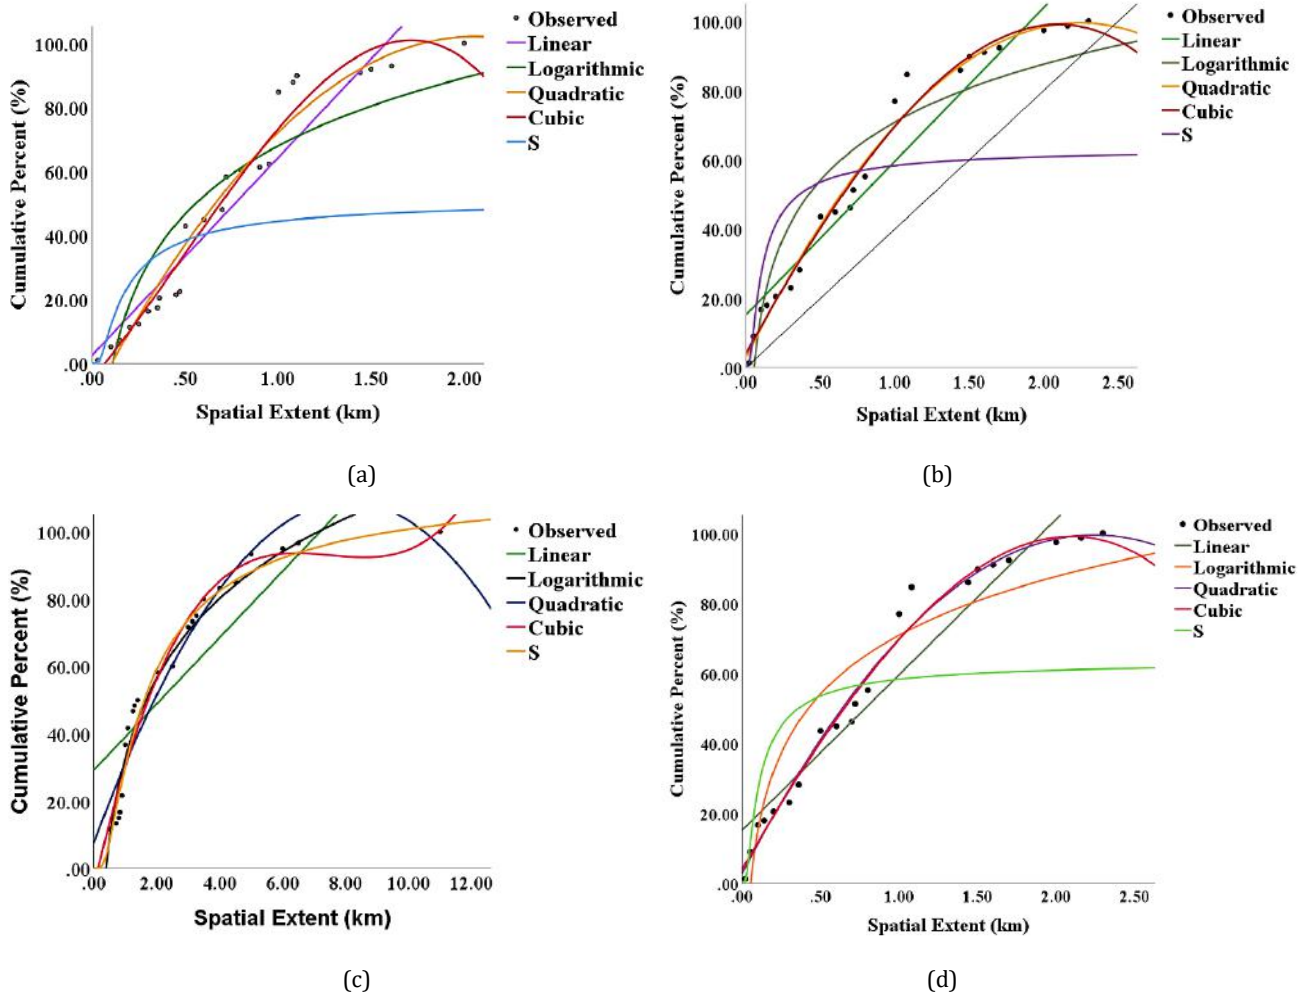 Cumulative Percent (%)
100.00
80.00
60.00
40.00
20.00
.00
.00 .50 1.00 1.50 2.00
Spatial Extent (km)
Observed
Linear
Logarithmic
Quadratic
Cubic
S
(a)
Cumulative Percent (%)
100.00
80.00
60.00
40.00
20.00
.00
.00 .50 1.00 1.50 2.00 2.50
Spatial Extent (km)
Observed
Linear
Logarithmic
Quadratic
Cubic
S
(b)
Cumulative Percent (%)
100.00
80.00
60.00
40.00
20.00
.00
.00 2.00 4.00 6.00 8.00 10.00 12.00
Spatial Extent (km)
Observed
Linear
Logarithmic
Quadratic
Cubic
S
(c)
Cumulative Percent (%)
100.00
80.00
60.00
40.00
20.00
.00
.00 .50 1.00 1.50 2.00 2.50
Spatial Extent (km)
Observed
Linear
Logarithmic
Quadratic
Cubic
S
(d)